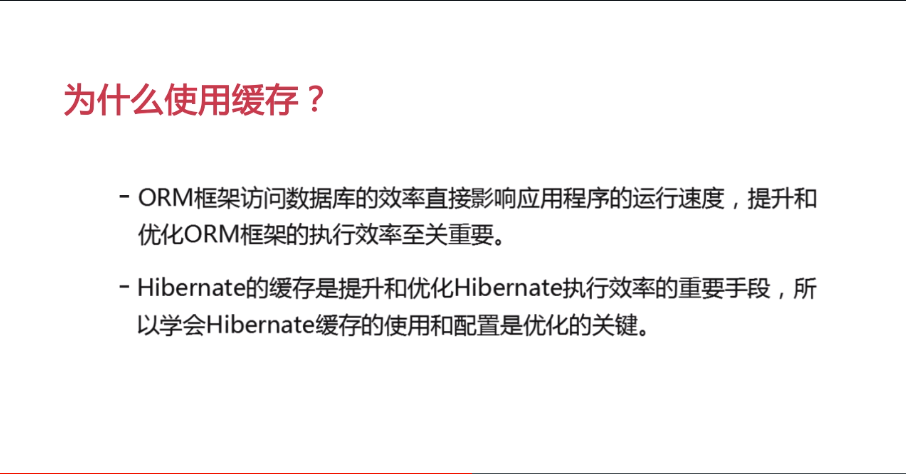 为什么使用缓存？
- ORM框架访问数据库的效率直接影响应用程序的运行速度，提升和
优化ORM框架的执行效率至关重要。
- Hibernate的缓存是提升和优化Hibernate执行效率的重要手段，所
以学会Hibernate缓存的使用和配置是优化的关键。